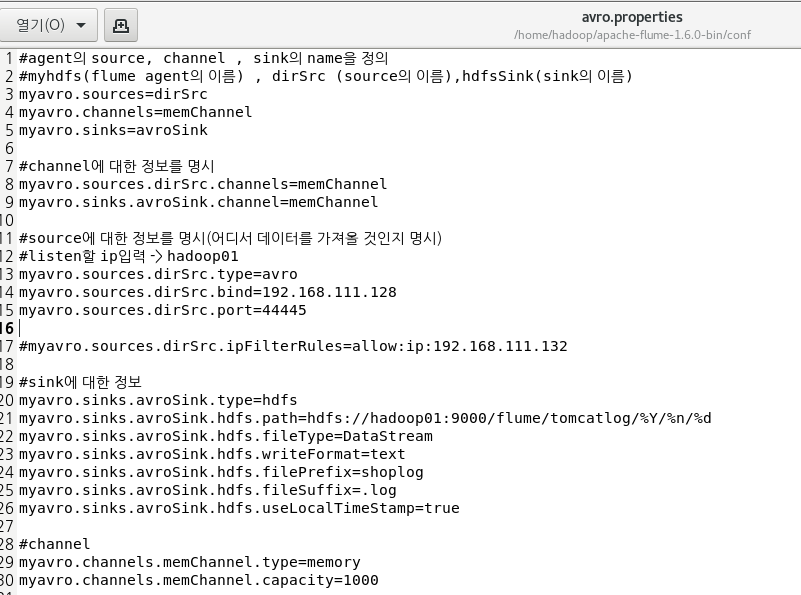 열기(O)
avro.properties
/home/hadoop/apache-flume-1.6.0-bin/conf
1 #agent의 source, channel , sink의 name을 정의
2 #myhdfs(flume agent의 이름) , dirSrc (source의 이름),hdfsSink(sink의 이름)
3 myavro.sources=dirSrc
4 myavro.channels=memChannel
5 myavro.sinks=avroSink
6
7 #channel에 대한 정보를 명시
8 myavro.sources.dirSrc.channels=memChannel
9 myavro.sinks.avroSink.channel=memChannel
10
11 #source에 대한 정보를 명시(어디서 데이터를 가져올 것인지 명시)
12 #listen할 ip입력 -> hadoop01
13 myavro.sources.dirSrc.type=avro
14 myavro.sources.dirSrc.bind=192.168.111.128
15 myavro.sources.dirSrc.port=44445
16
17 #myavro.sources.dirSrc.ipFilterRules=allow:ip:192.168.111.132
18
19 #sink에 대한 정보
20 myavro.sinks.avroSink.type=hdfs
21 myavro.sinks.avroSink.hdfs.path=hdfs://hadoop01:9000/flume/tomcatlog/%Y/%n/%d
22 myavro.sinks.avroSink.hdfs.fileType=DataStream
23 myavro.sinks.avroSink.hdfs.writeFormat=text
24 myavro.sinks.avroSink.hdfs.filePrefix=shoplog
25 myavro.sinks.avroSink.hdfs.fileSuffix=.log
26 myavro.sinks.avroSink.hdfs.useLocalTimeStamp=true
27
28 #channel
29 myavro.channels.memChannel.type=memory
30 myavro.channels.memChannel.capacity=1000